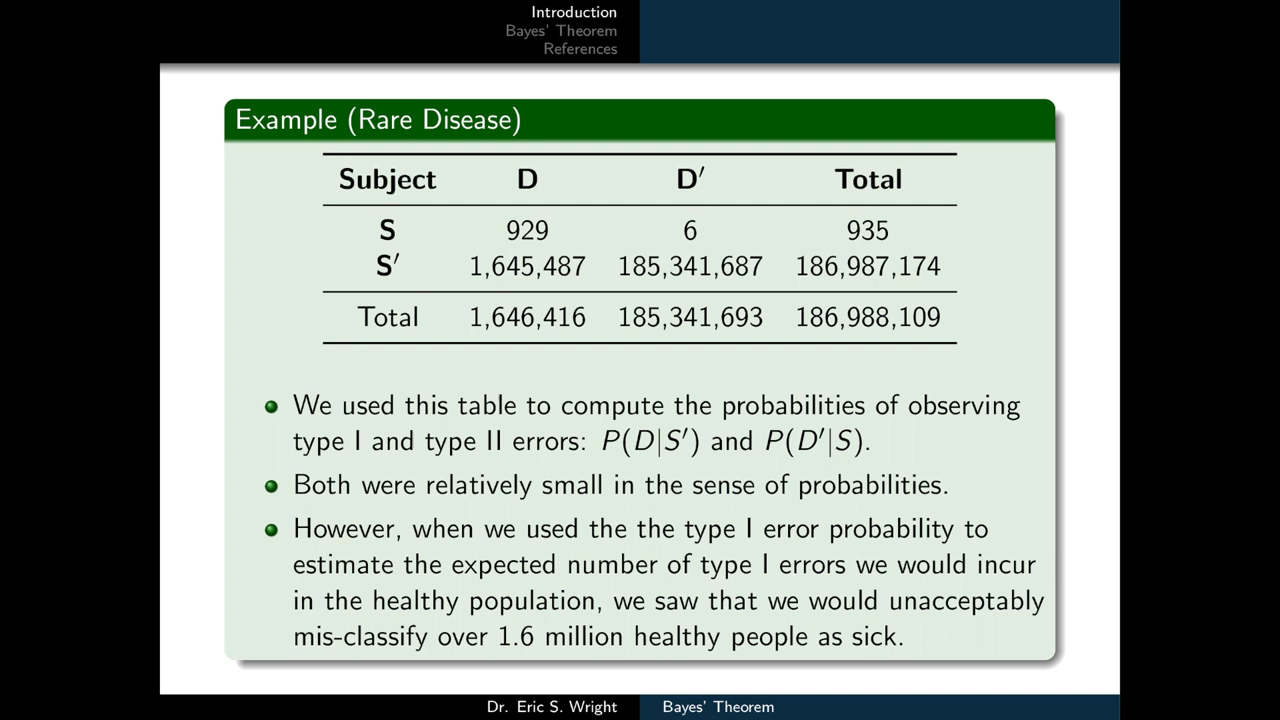 Introduction
Bayes' Theorem
References
Example (Rare Disease)
Subject D D′ Total
S 929 6 935
S′ 1,645,487 185,341,687 186,987,174
Total 1,646,416 185,341,693 186,988,109
We used this table to compute the probabilities of observing
type I and type II errors: P(D|S′) and P(D′|S).
Both were relatively small in the sense of probabilities.
However, when we used the the type I error probability to
estimate the expected number of type I errors we would incur
in the healthy population, we saw that we would unacceptably
mis-classify over 1.6 million healthy people as sick.
Dr. Eric S. Wright Bayes' Theorem